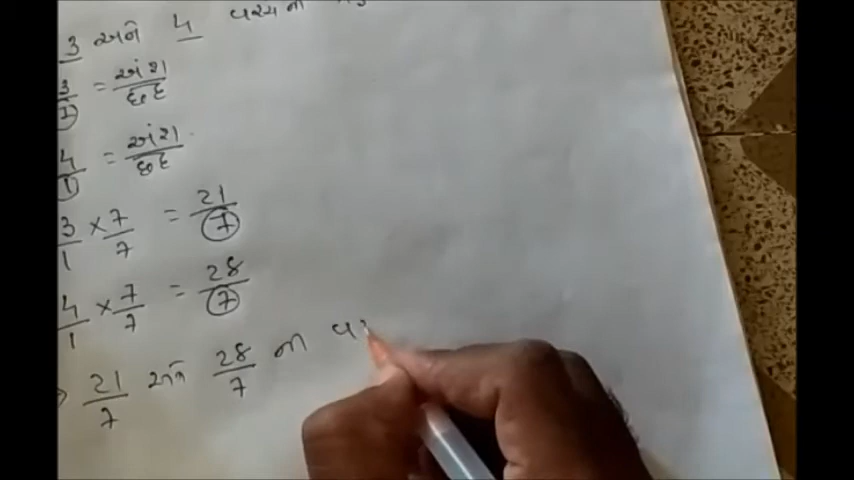 3 અને 4 વચ્ચેની
3/1 = અંશ/છેદ
4/1 = અંશ/છેદ
3/1 × 7/7 = 21/7
4/1 × 7/7 = 28/7
21/7 અને 28/7 ની